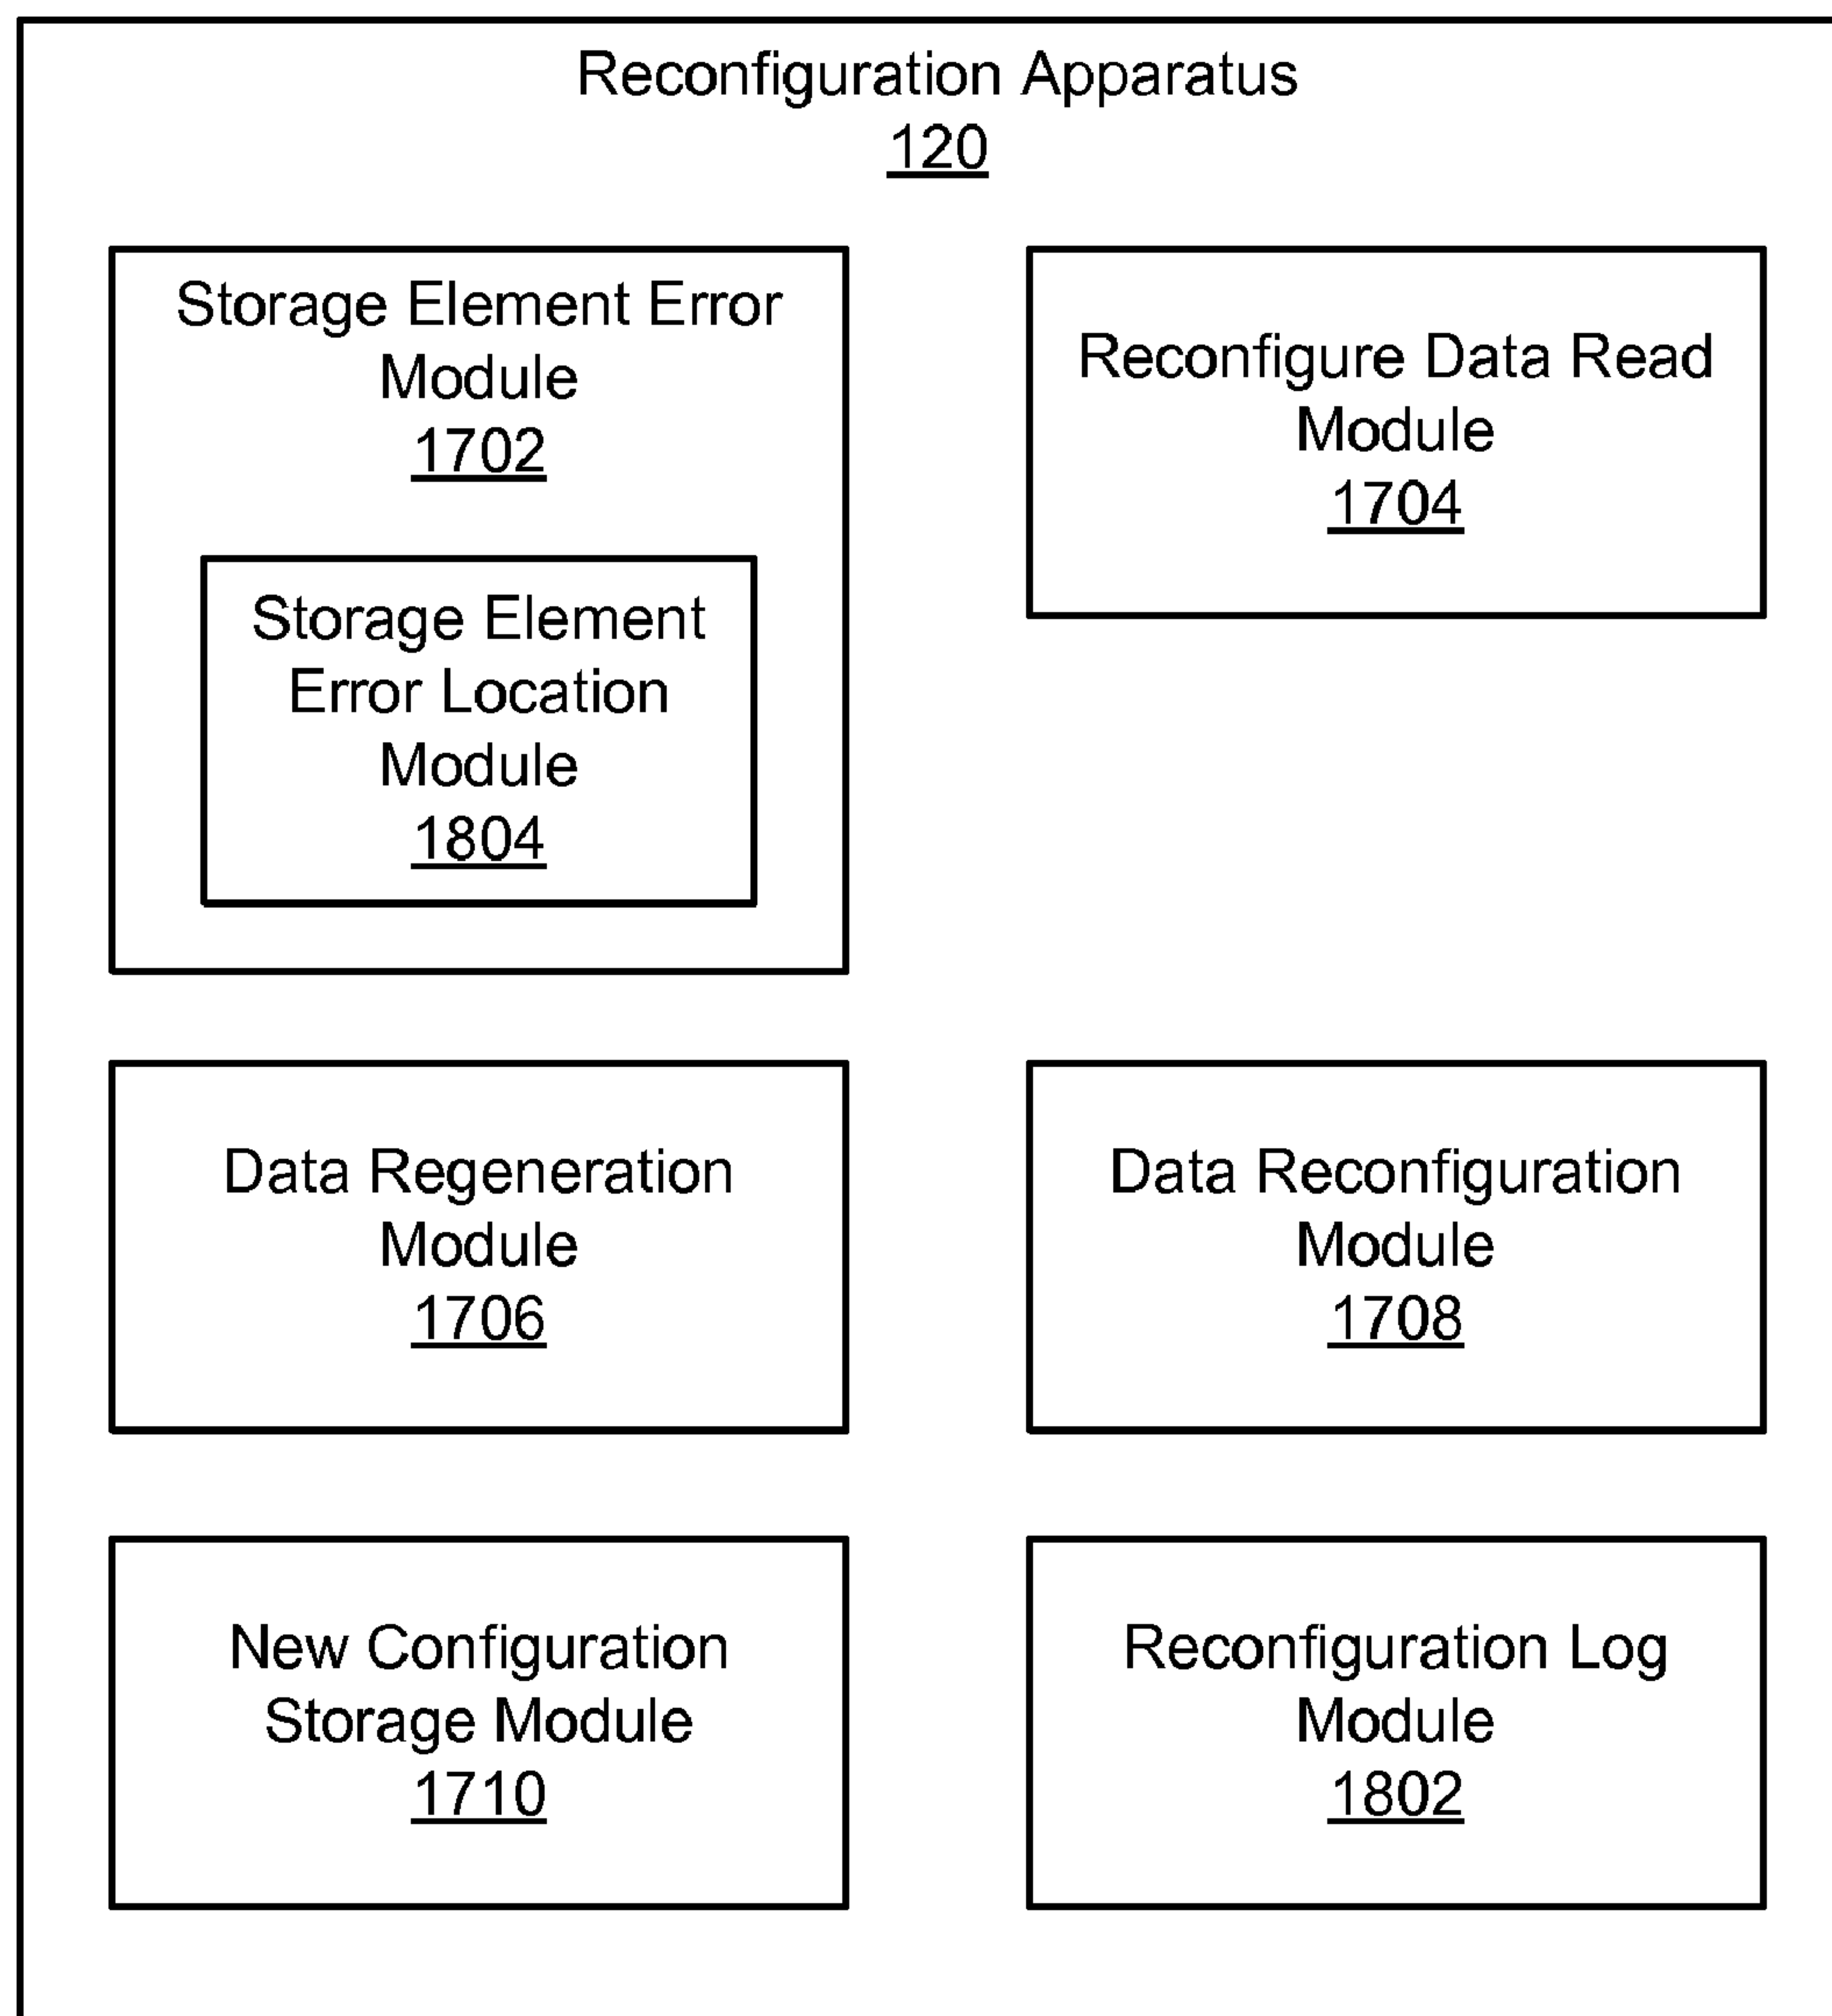 Reconfiguration Apparatus
120
Storage Element Error
Module
1702
Storage Element
Error Location
Module
1804
Reconfigure Data Read
Module
1704
Data Regeneration
Module
1706
Data Reconfiguration
Module
1708
New Configuration
Storage Module
1710
Reconfiguration Log
Module
1802